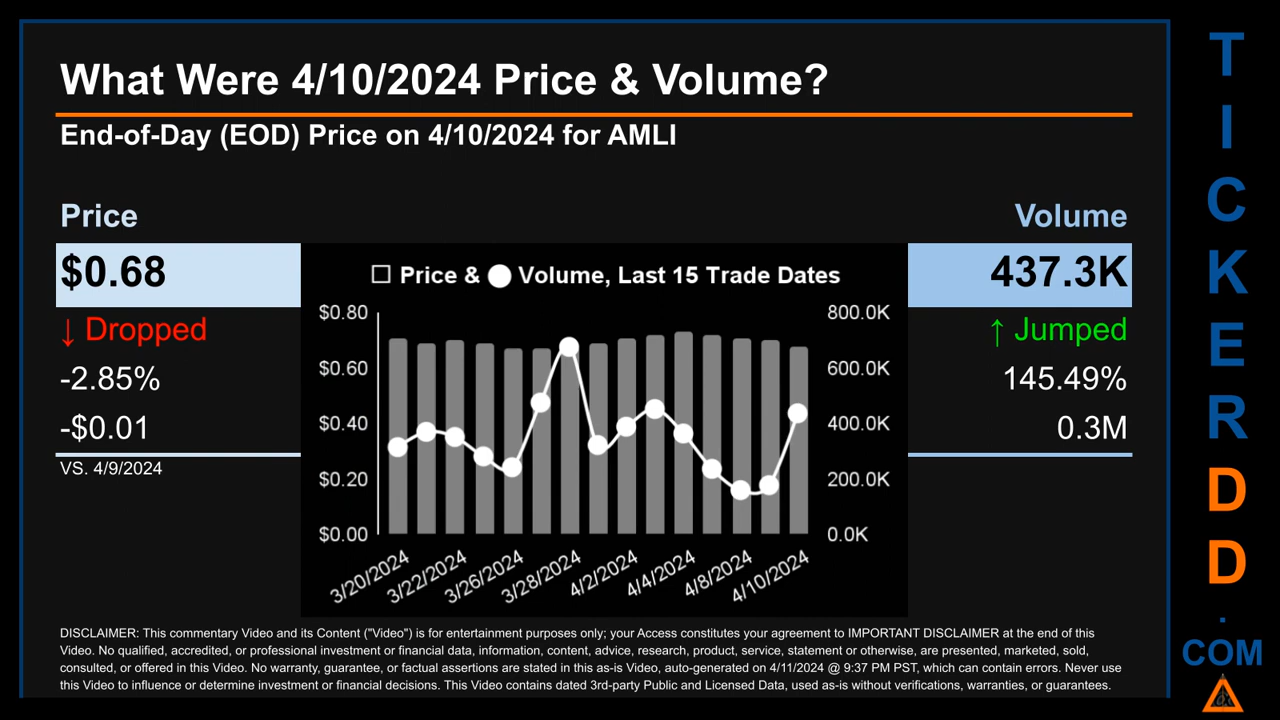 What Were 4/10/2024 Price & Volume?
End-of-Day (EOD) Price on 4/10/2024 for AMLI
Price
Volume
$0.68
437.3K
↓ Dropped
↑ Jumped
-2.85%
145.49%
-$0.01
0.3M
VS. 4/9/2024
Price & Volume, Last 15 Trade Dates
$0.80
$0.60
$0.40
$0.20
$0.00
800.0K
600.0K
400.0K
200.0K
0.0K
3/20/2024
3/22/2024
3/26/2024
3/28/2024
4/2/2024
4/4/2024
4/8/2024
4/10/2024
DISCLAIMER: This commentary Video and its Content ("Video") is for entertainment purposes only; your Access constitutes your agreement to IMPORTANT DISCLAIMER at the end of this
Video. No qualified, accredited, or professional investment or financial data, information, content, advice, research, product, service, statement or otherwise, are presented, marketed, sold,
consulted, or offered in this Video. No warranty, guarantee, or factual assertions are stated in this as-is Video, auto-generated on 4/11/2024 @ 9:37 PM PST, which can contain errors. Never use
this Video to influence or determine investment or financial decisions. This Video contains dated 3rd-party Public and Licensed Data, used as-is without verifications, warranties, or guarantees.
T
I
C
K
E
R
D
D
.
COM